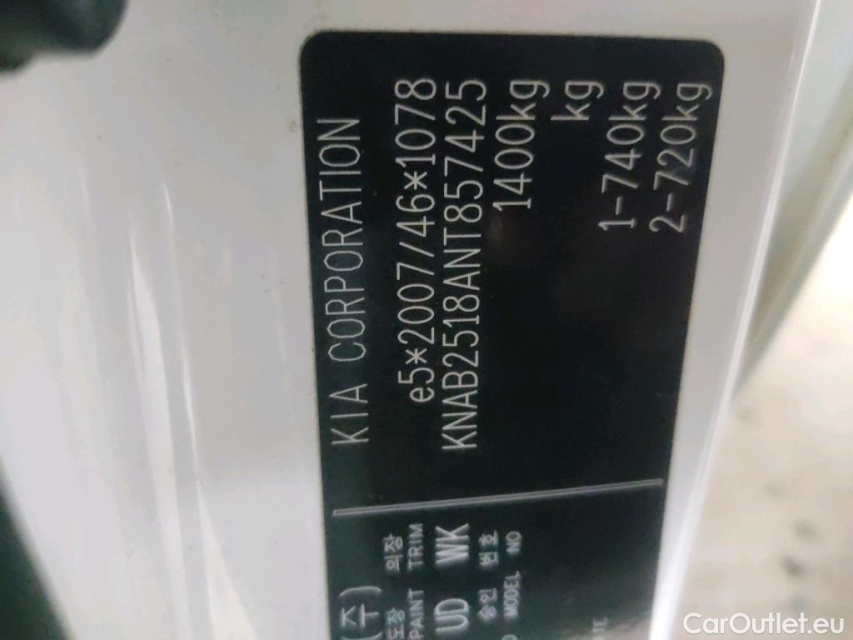 KIA CORPORATION
e5*2007/46*1078
KNAB2518ANT857425
1400kg
kg
1-740kg
2-720kg
(주)
도장 의장
PAINT TRIM
UD WK
승인 번호
MODEL NO
CarOutlet.eu